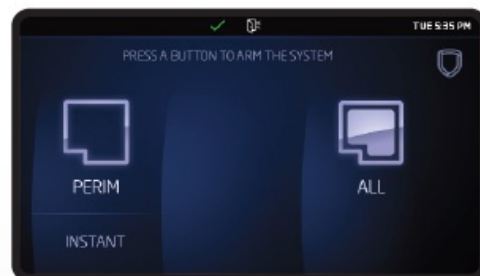 TUE 5:35 PM
PRESS A BUTTON TO ARM THE SYSTEM
PERIM
ALL
INSTANT